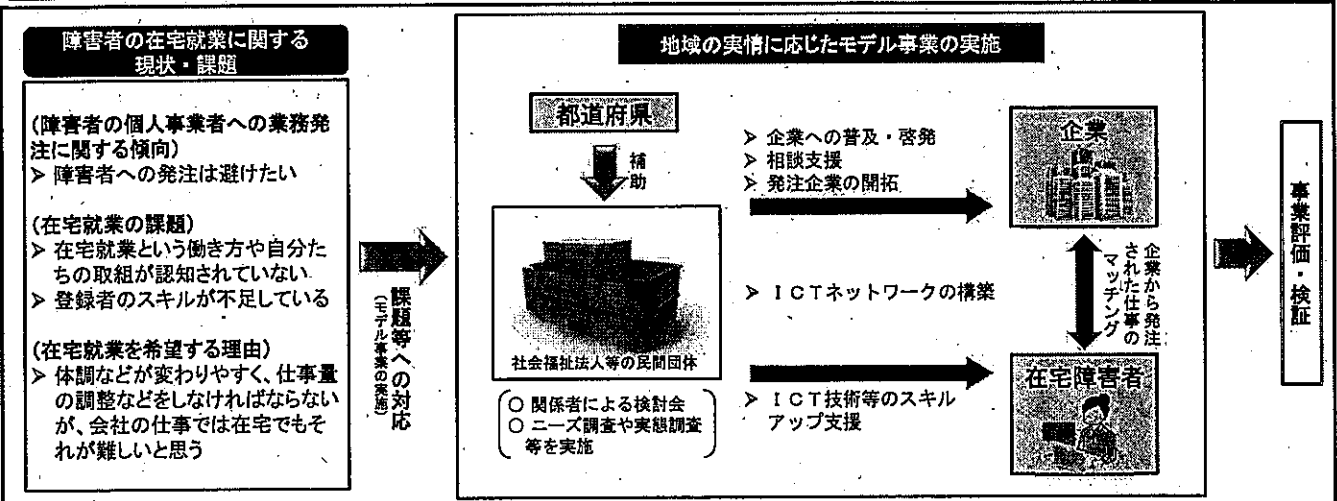 障害者の在宅就業に関する
現状・課題
(障害者の個人事業者への業務発
注に関する傾向)
➢ 障害者への発注は避けたい
(在宅就業の課題)
➢ 在宅就業という働き方や自分た
ちの取組が認知されていない
➢ 登録者のスキルが不足している
(在宅就業を希望する理由)
➢ 体調などが変わりやすく、仕事量
の調整などをしなければならない
が、会社の仕事では在宅でもそ
れが難しいと思う
課題等への対応
(モデル事業の実施)
地域の実情に応じたモデル事業の実施
都道府県
補助
社会福祉法人等の民間団体
○ 関係者による検討会
○ ニーズ調査や実態調査
等を実施
➢ 企業への普及・啓発
➢ 相談支援
➢ 発注企業の開拓
➢ ICTネットワークの構築
➢ ICT技術等のスキル
アップ支援
企業
企業から発注
された仕事の
マッチング
在宅障害者
事業評価・検証